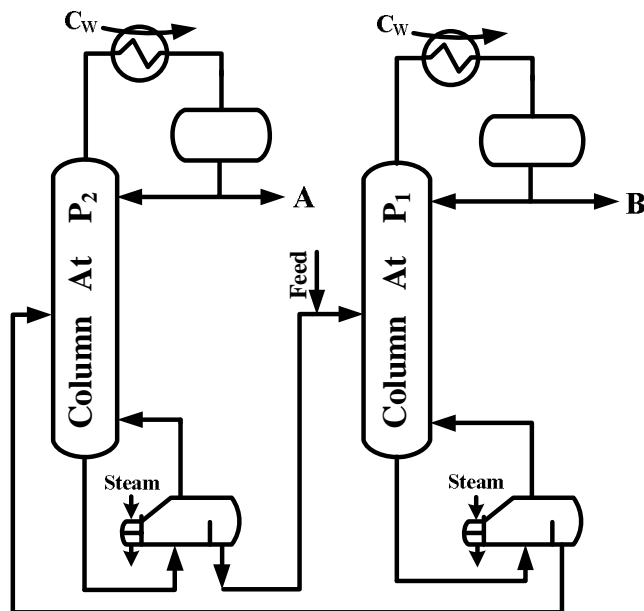 C_W
C_W
A
B
Column At P₂
Feed
Column At P₁
Steam
Steam